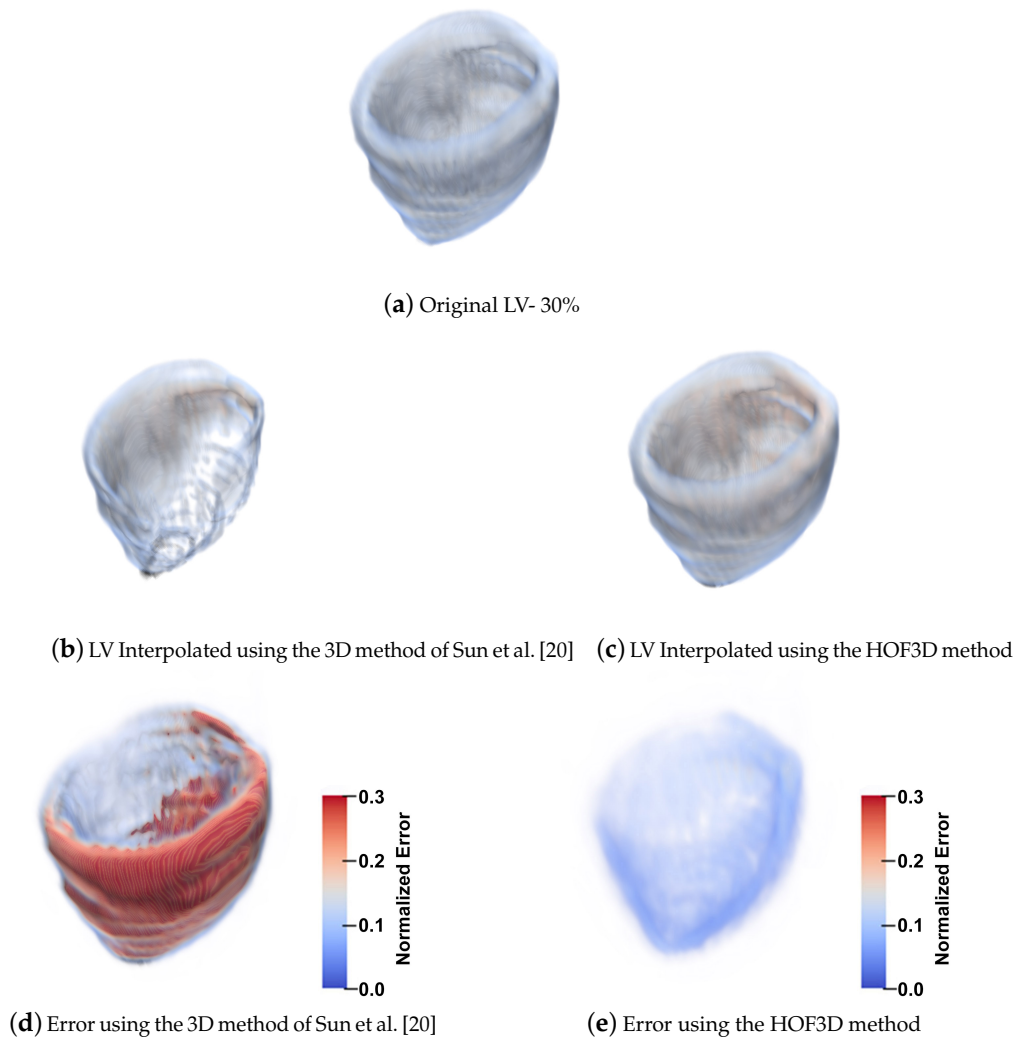 (a) Original LV- 30%
(b) LV Interpolated using the 3D method of Sun et al. [20]
(c) LV Interpolated using the HOF3D method
0.3
0.2
0.1
0.0
Normalized Error
0.3
0.2
0.1
0.0
Normalized Error
(d) Error using the 3D method of Sun et al. [20]
(e) Error using the HOF3D method